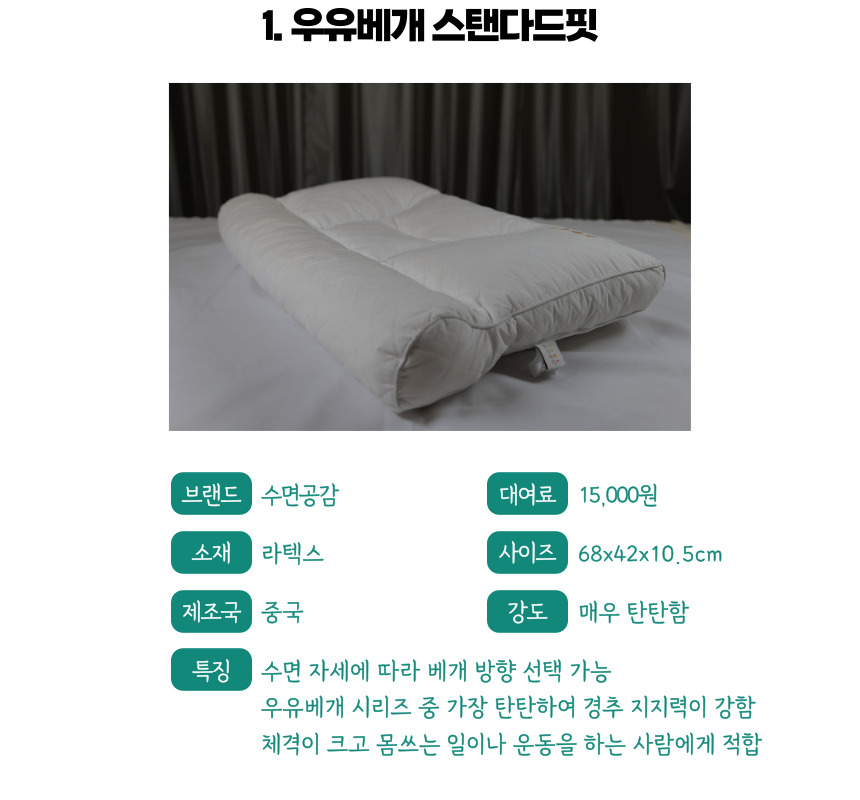 1. 우유베개 스탠다드핏
브랜드 수면공감 대여료 15,000원
소재 라텍스 사이즈 68x42x10.5cm
제조국 중국 강도 매우 탄탄함
특징 수면 자세에 따라 베개 방향 선택 가능
우유베개 시리즈 중 가장 탄탄하여 경추 지지력이 강함
체격이 크고 몸쓰는 일이나 운동을 하는 사람에게 적합